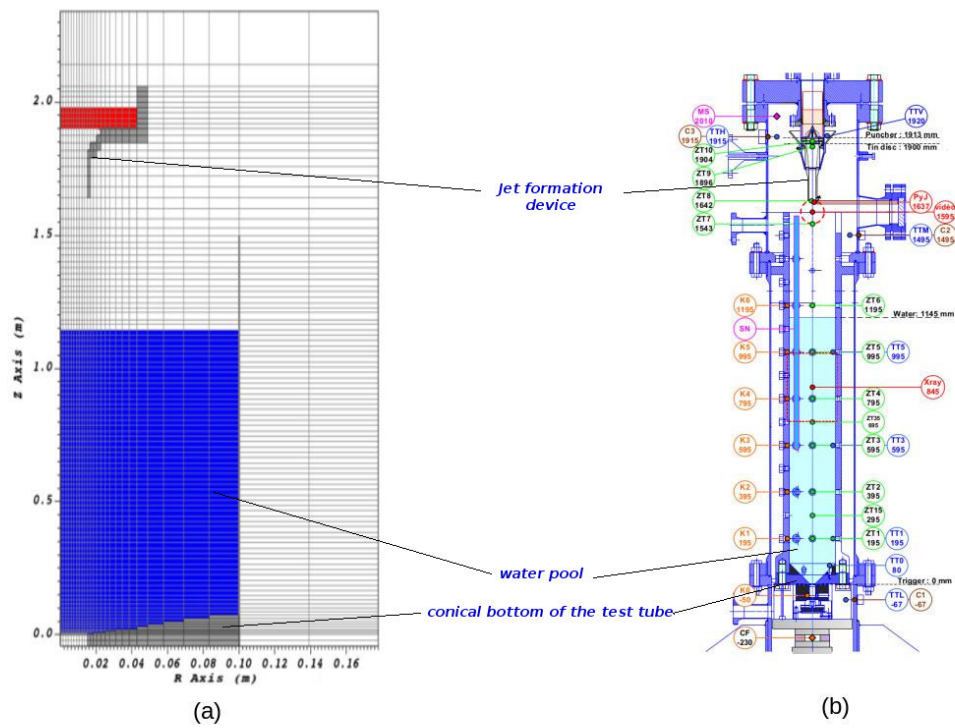 2.0
1.5
1.0
0.5
0.0
Z Axis (m)
0.02 0.04 0.06 0.08 0.10 0.12 0.14 0.16
R Axis (m)
(a)
Jet formation
device
water pool
conical bottom of the test tube
MS
2010
C3
1915
TTH
1915
TTV
1920
Puncher : 1913 mm
Tin disc : 1900 mm
ZT10
1904
ZT9
1896
ZT8
1642
ZT7
1543
PyJ
1637
video
1595
TTM
1495
C2
1495
K6
1195
ZT6
1195
Water: 1145 mm
SN
K5
995
ZT5
995
TT5
995
Xray
845
K4
795
ZT4
795
ZT35
695
K3
595
ZT3
595
TT3
595
K2
395
ZT2
395
ZT15
295
K1
195
ZT1
195
TT1
195
TT0
80
Trigger : 0 mm
K0
-50
TTL
-67
C1
-67
CF
-230
(b)